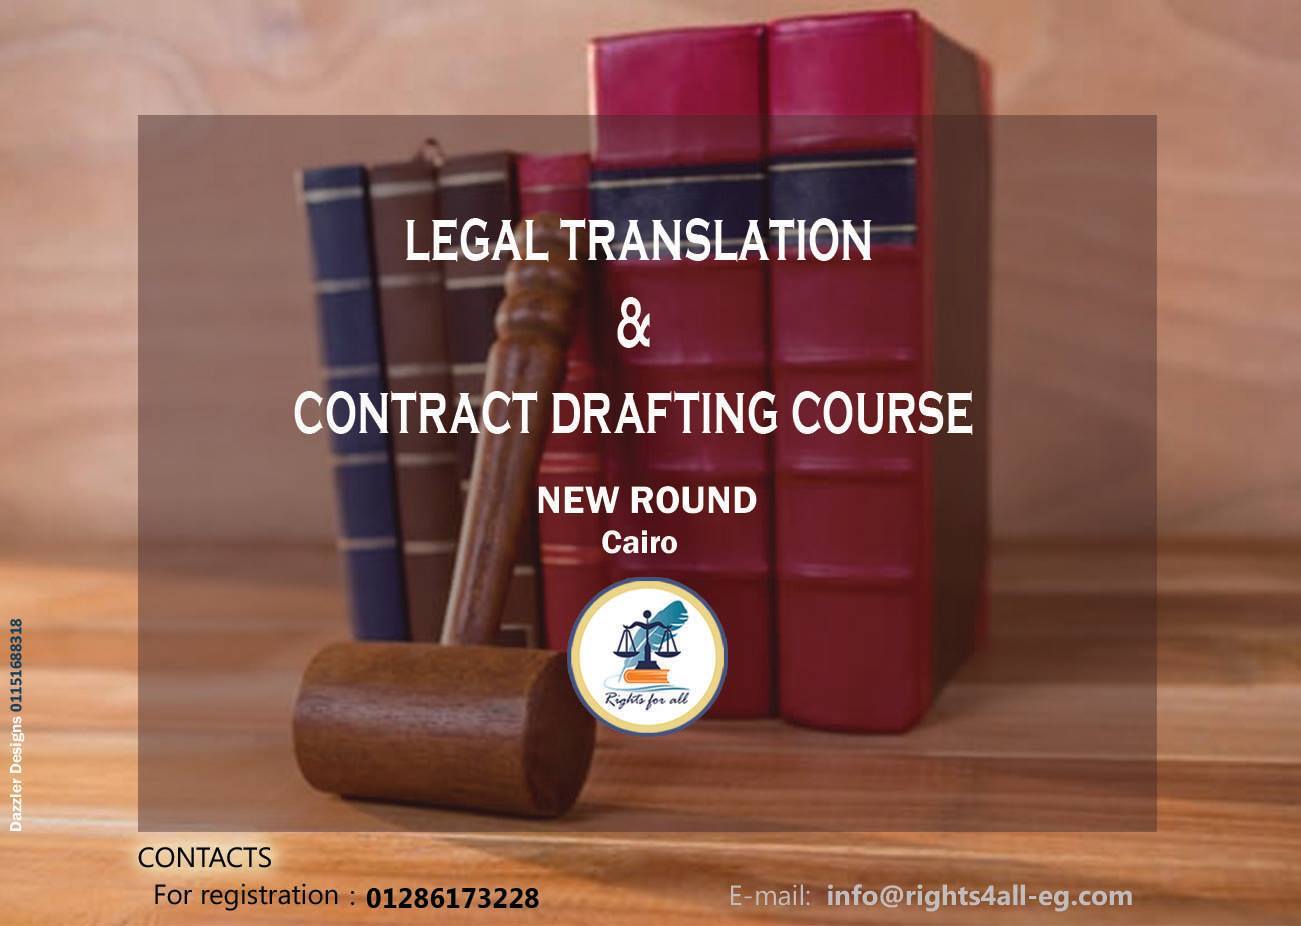 LEGAL TRANSLATION
&
CONTRACT DRAFTING COURSE
NEW ROUND
Cairo
Rights for all
CONTACTS
For registration : 01286173228
E-mail: info@rights4all-eg.com
Dazzler Designs 01151688318